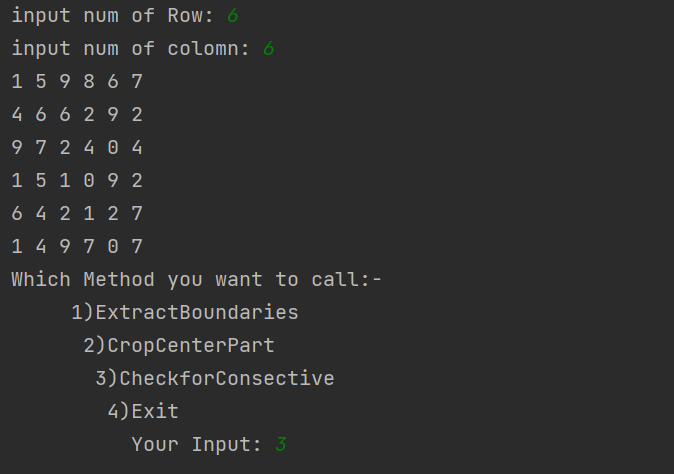 input num of Row: 6
input num of colomn: 6
1 5 9 8 6 7
4 6 6 2 9 2
9 7 2 4 0 4
1 5 1 0 9 2
6 4 2 1 2 7
1 4 9 7 0 7
Which Method you want to call:-
1)ExtractBoundaries
2)CropCenterPart
3)CheckforConsective
4)Exit
Your Input: 3